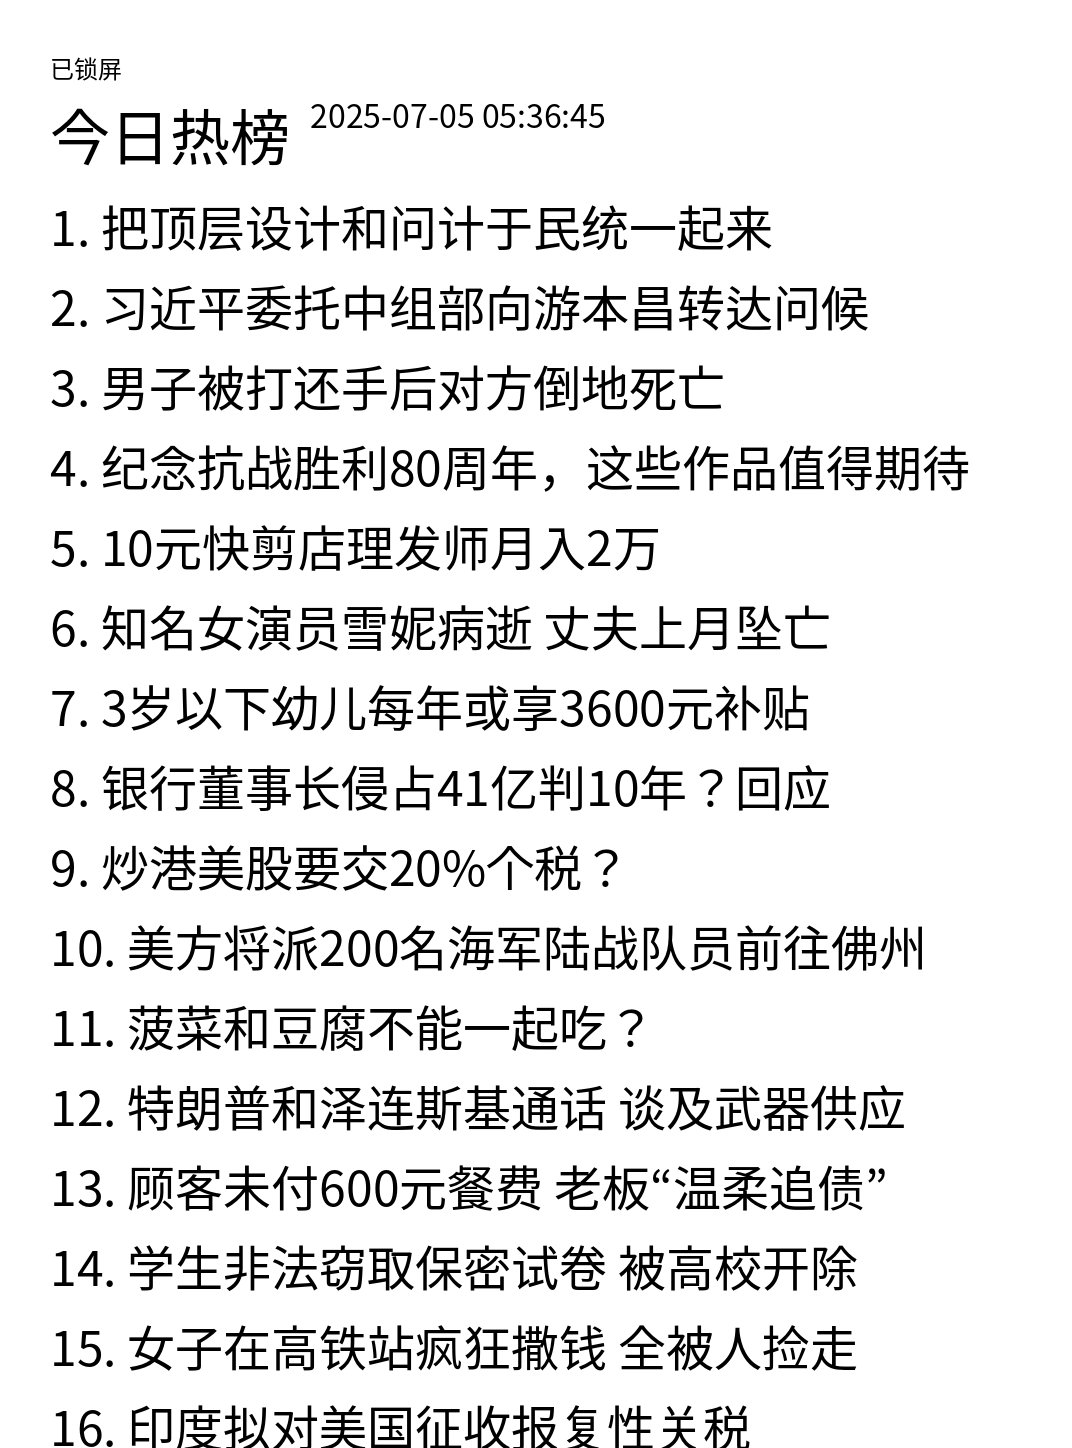 已锁屏
今日热榜 2025-07-05 05:36:45
1. 把顶层设计和问计于民统一起来
2. 习近平委托中组部向游本昌转达问候
3. 男子被打还手后对方倒地死亡
4. 纪念抗战胜利80周年，这些作品值得期待
5. 10元快剪店理发师月入2万
6. 知名女演员雪妮病逝 丈夫上月坠亡
7. 3岁以下幼儿每年或享3600元补贴
8. 银行董事长侵占41亿判10年？回应
9. 炒港美股要交20%个税？
10. 美方将派200名海军陆战队员前往佛州
11. 菠菜和豆腐不能一起吃？
12. 特朗普和泽连斯基通话 谈及武器供应
13. 顾客未付600元餐费 老板“温柔追债”
14. 学生非法窃取保密试卷 被高校开除
15. 女子在高铁站疯狂撒钱 全被人捡走
16. 印度拟对美国征收报复性关税